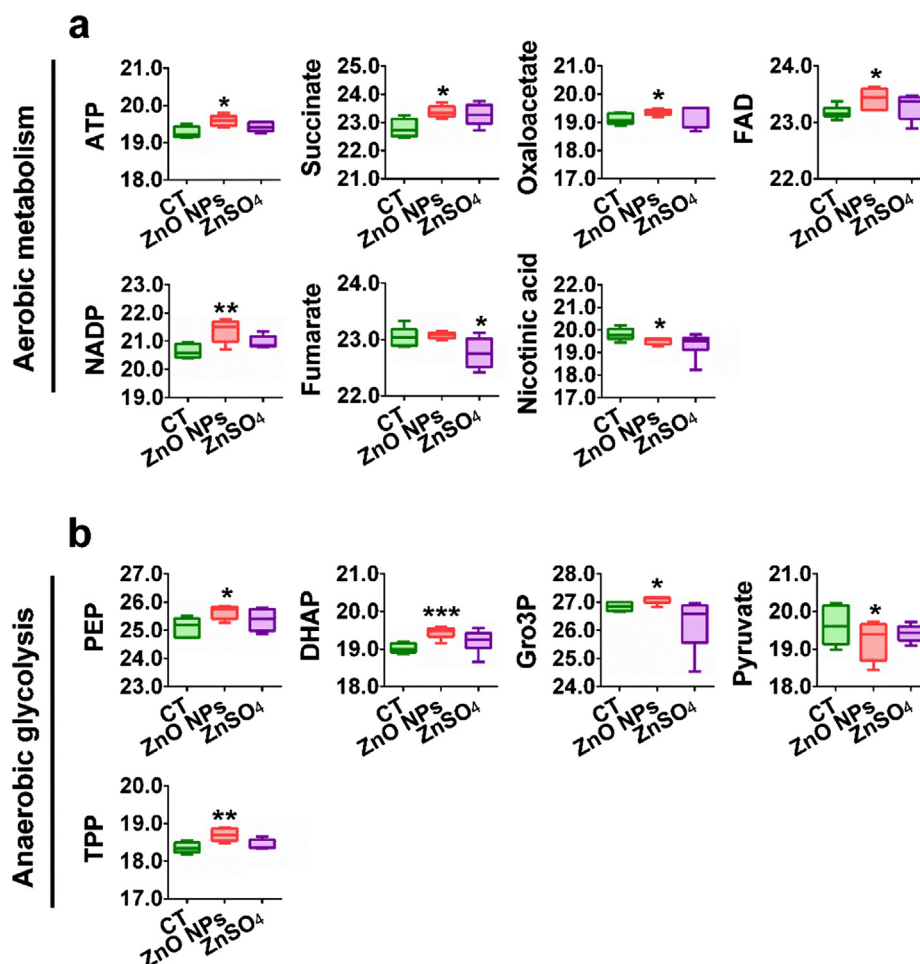 a
Aerobic metabolism
ATP
20.0
19.0
18.0
*
CT
ZnO NPs
ZnSO₄
Succinate
25.0
24.0
23.0
22.0
21.0
*
CT
ZnO NPs
ZnSO₄
Oxaloacetate
21.0
20.0
19.0
18.0
17.0
*
CT
ZnO NPs
ZnSO₄
FAD
24.0
23.0
22.0
*
CT
ZnO NPs
ZnSO₄
NADP
23.0
22.0
21.0
20.0
19.0
**
CT
ZnO NPs
ZnSO₄
Fumarate
24.0
23.0
22.0
*
CT
ZnO NPs
ZnSO₄
Nicotinic acid
22.0
21.0
20.0
19.0
18.0
17.0
*
CT
ZnO NPs
ZnSO₄
b
Anaerobic glycolysis
PEP
27.0
26.0
25.0
24.0
23.0
*
CT
ZnO NPs
ZnSO₄
DHAP
21.0
20.0
19.0
18.0
***
CT
ZnO NPs
ZnSO₄
Gro3P
28.0
27.0
26.0
25.0
24.0
*
CT
ZnO NPs
ZnSO₄
Pyruvate
21.0
20.0
19.0
18.0
*
CT
ZnO NPs
ZnSO₄
TPP
20.0
19.0
18.0
17.0
**
CT
ZnO NPs
ZnSO₄